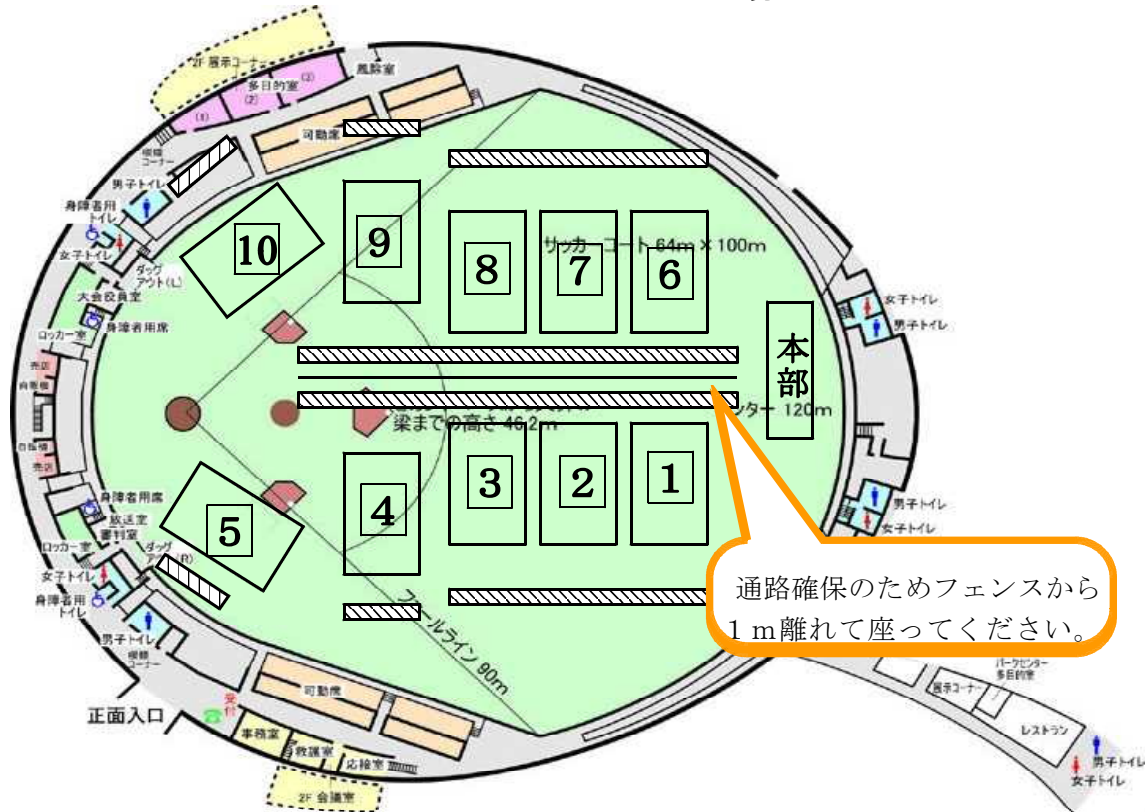 2F 展示コーナー
多目的室
(1)
(2)
(3)
風除室
可動席
喫煙
コーナー
男子トイレ
身障者用
トイレ
女子トイレ
ダッグ
アウト(L)
大会役員室
身障者用席
ロッカー室
売店
自販機
自販機
売店
身障者用席
放送室
審判室
ロッカー室
ダッグ
アウト(R)
女子トイレ
身障者用
トイレ
男子トイレ
喫煙
コーナー
10
9
8
7
6
サッカーコート 64m×100m
本部
女子トイレ
男子トイレ
センター 120m
梁までの高さ 46.2m
5
4
3
2
1
男子トイレ
女子トイレ
通路確保のためフェンスから
１ｍ離れて座ってください。
ファールライン 90m
可動席
正面入口
受付
事務室
救護室
応接室
2F 会議室
パークセンター
多目的室
展示コーナー
レストラン
男子トイレ
女子トイレ